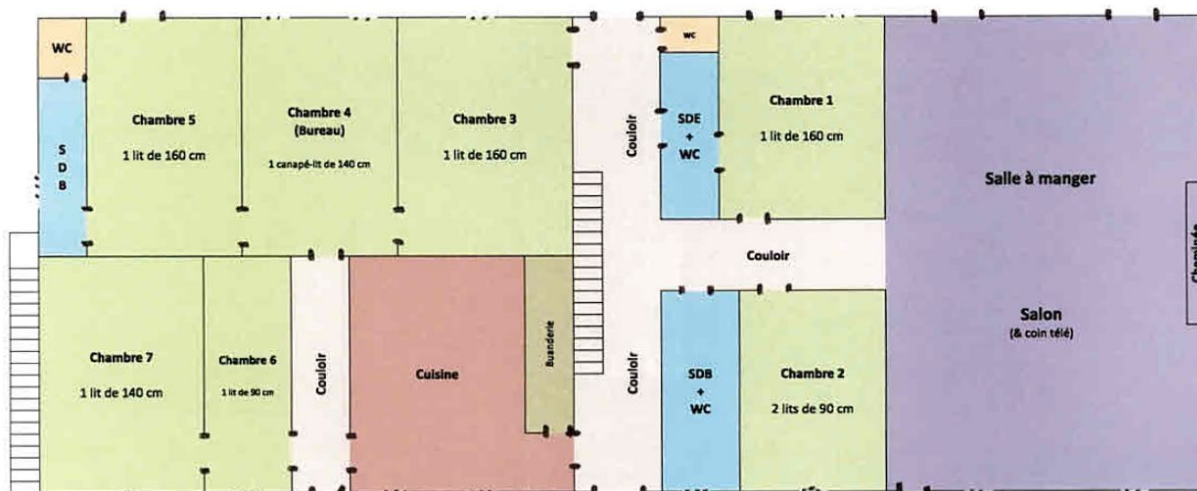 WC
S
D
B
Chambre 5
1 lit de 160 cm
Chambre 4
(Bureau)
1 canapé-lit de 140 cm
Chambre 3
1 lit de 160 cm
Couloir
WC
SDE
+
WC
Chambre 1
1 lit de 160 cm
Salle à manger
Cheminée
Couloir
Salon
(& coin télé)
Chambre 7
1 lit de 140 cm
Chambre 6
1 lit de 90 cm
Couloir
Cuisine
Buanderie
Couloir
SDB
+
WC
Chambre 2
2 lits de 90 cm